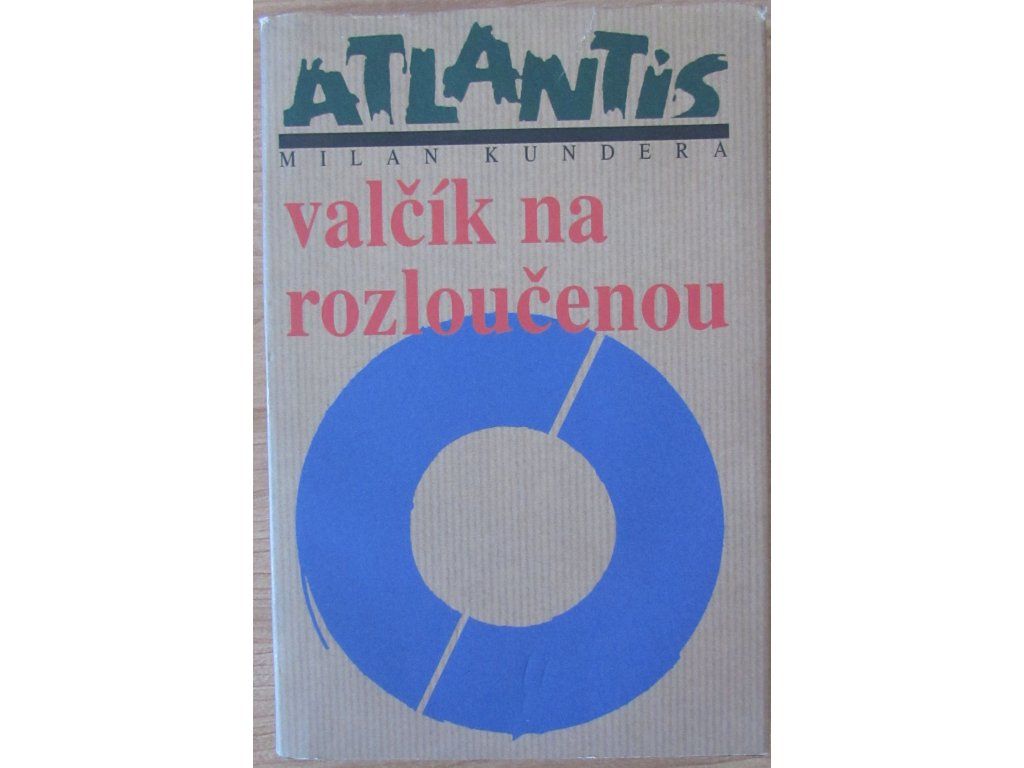 ATLANTiS
MILAN KUNDERA
valčík na
rozloučenou